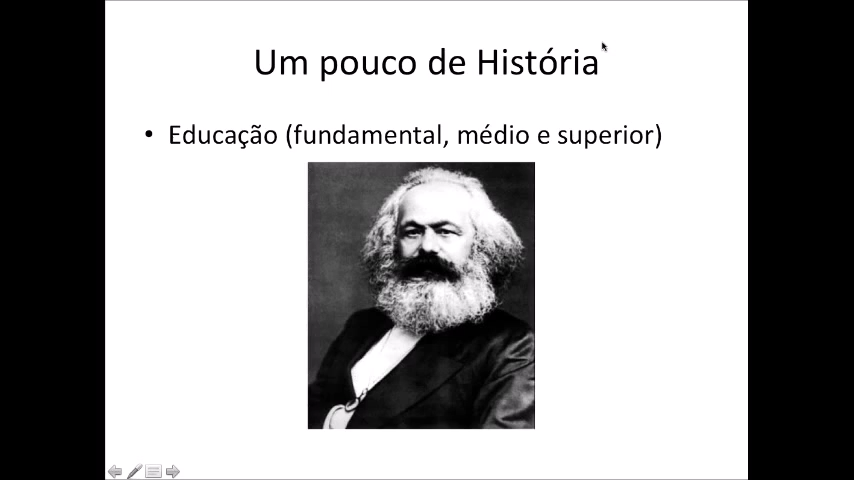 Um pouco de História
• Educação (fundamental, médio e superior)